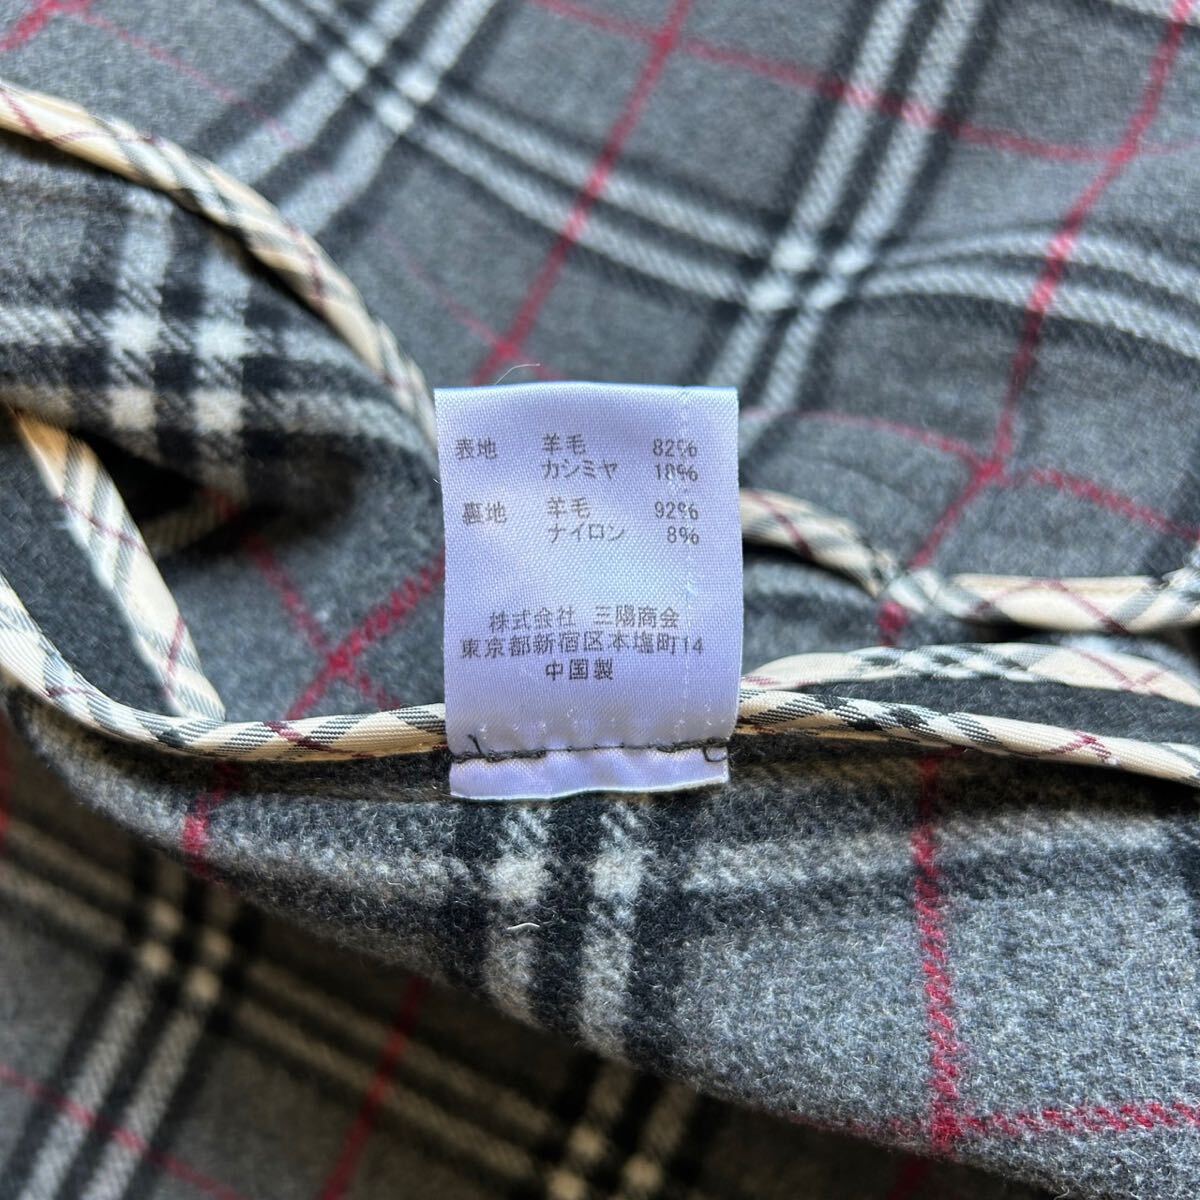 表地 羊毛 82%
カシミヤ 18%
裏地 羊毛 92%
ナイロン 8%
株式会社 三陽商会
東京都新宿区本塩町14
中国製